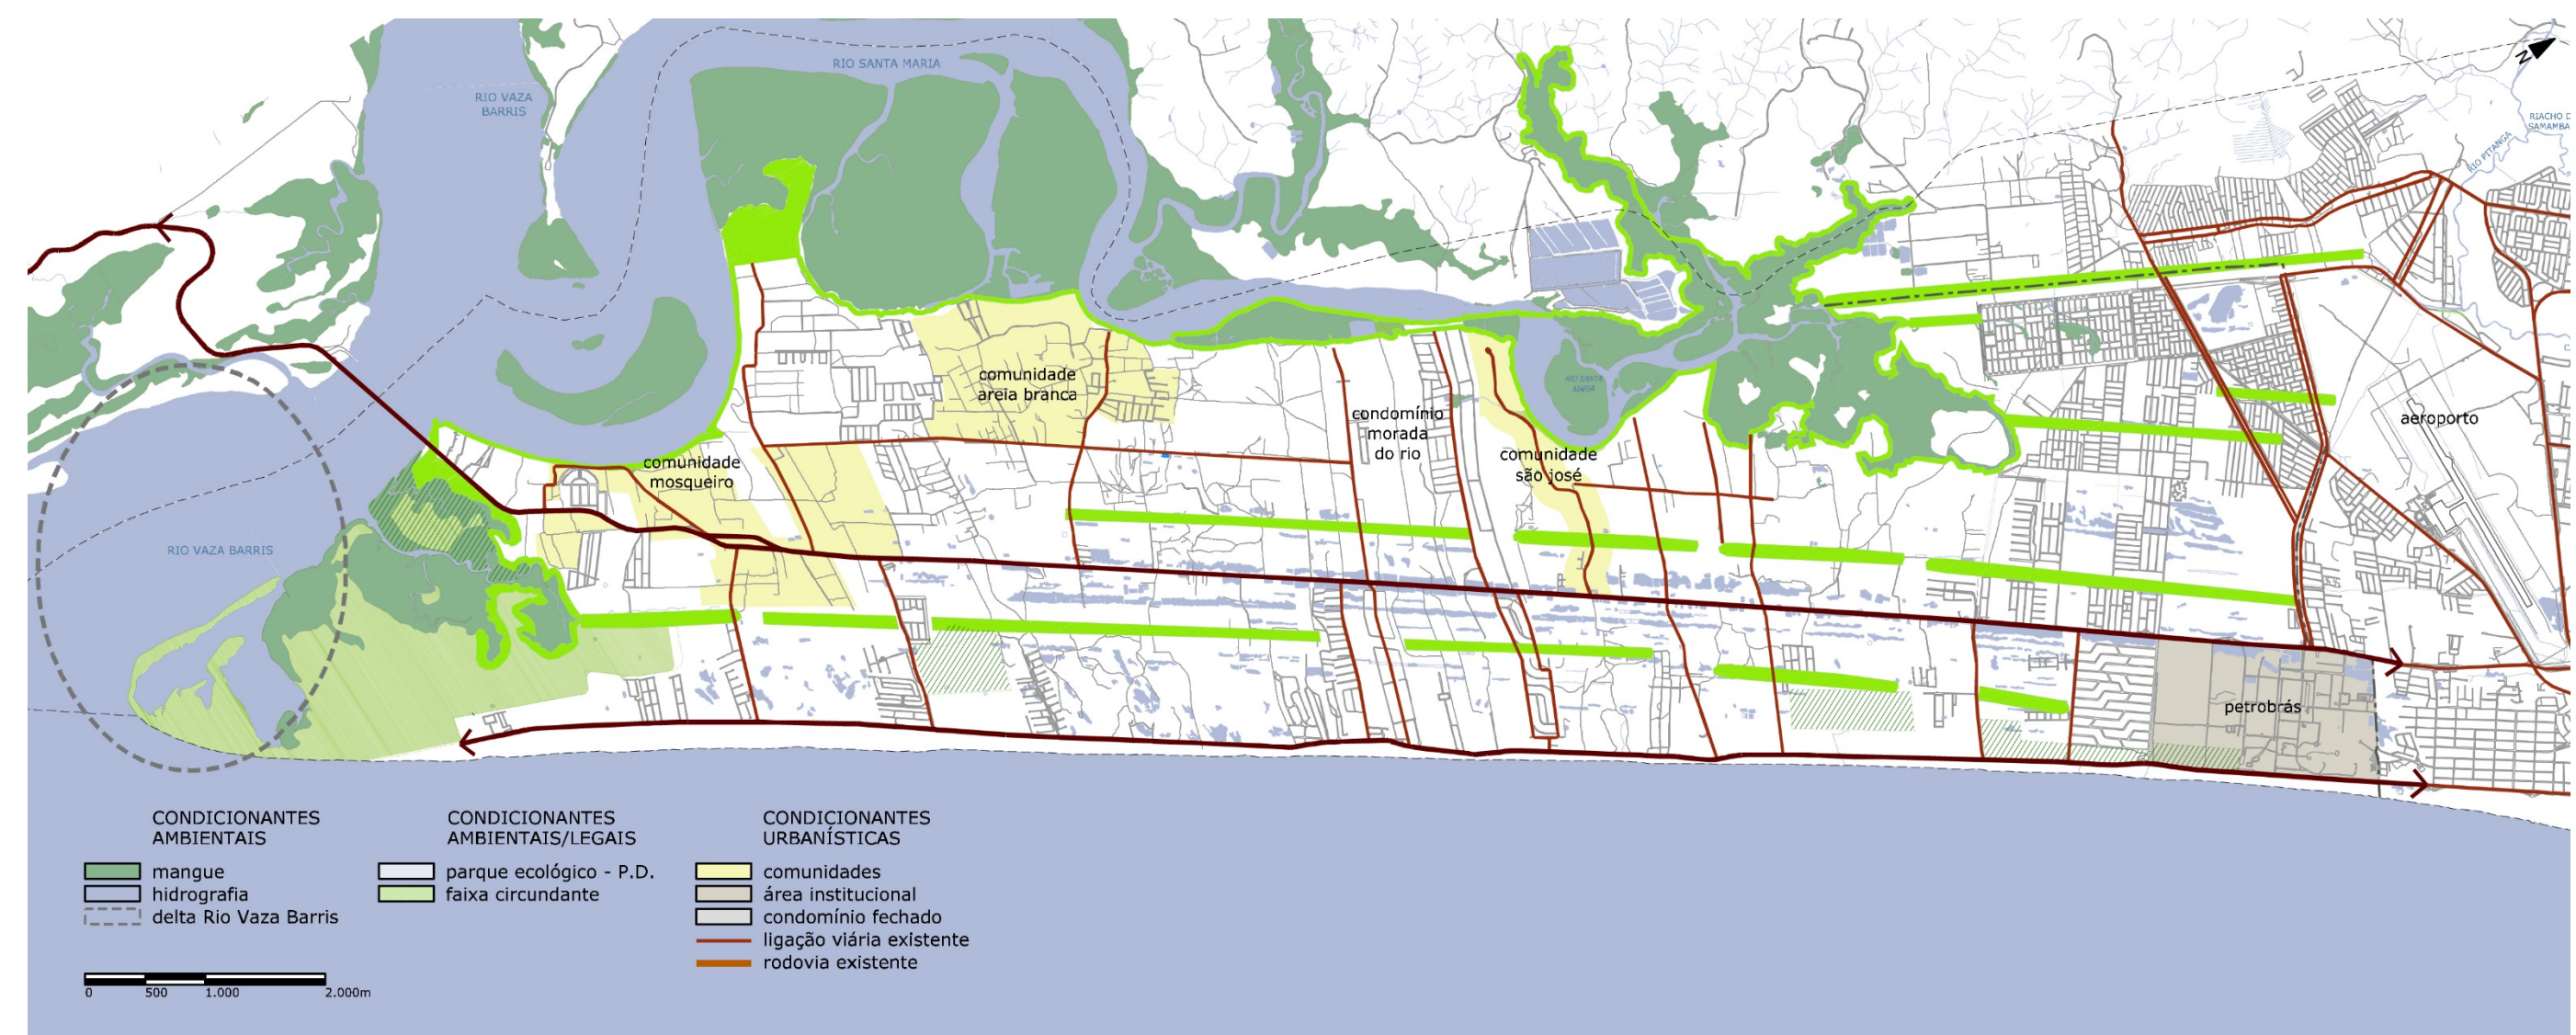 RIO SANTA MARIA
RIO VAZA
BARRIS
N
RIACHO D
SAMAMBA
RIO PITANGA
comunidade
areia branca
RIO SANTA
MARIA
condomínio
morada
do rio
aeroporto
comunidade
mosqueiro
comunidade
são josé
RIO VAZA BARRIS
petrobrás
CONDICIONANTES
AMBIENTAIS
mangue
hidrografia
delta Rio Vaza Barris
CONDICIONANTES
AMBIENTAIS/LEGAIS
parque ecológico - P.D.
faixa circundante
CONDICIONANTES
URBANÍSTICAS
comunidades
área institucional
condomínio fechado
ligação viária existente
rodovia existente
0 500 1.000 2.000m